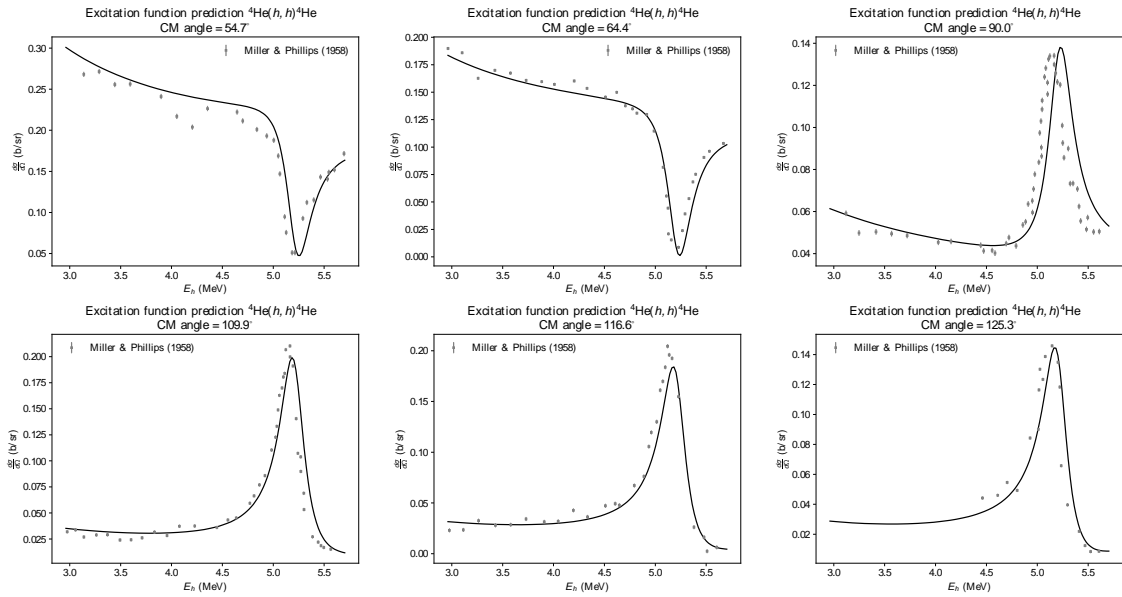 Excitation function prediction ⁴He(h, h)⁴He
CM angle = 54.7°
Miller & Phillips (1958)
0.30
0.25
0.20
0.15
0.10
0.05
dσ/dΩ (b/sr)
3.0 3.5 4.0 4.5 5.0 5.5
E_h (MeV)
Excitation function prediction ⁴He(h, h)⁴He
CM angle = 64.4°
Miller & Phillips (1958)
0.200
0.175
0.150
0.125
0.100
0.075
0.050
0.025
0.000
dσ/dΩ (b/sr)
3.0 3.5 4.0 4.5 5.0 5.5
E_h (MeV)
Excitation function prediction ⁴He(h, h)⁴He
CM angle = 90.0°
Miller & Phillips (1958)
0.14
0.12
0.10
0.08
0.06
0.04
dσ/dΩ (b/sr)
3.0 3.5 4.0 4.5 5.0 5.5
E_h (MeV)
Excitation function prediction ⁴He(h, h)⁴He
CM angle = 109.9°
Miller & Phillips (1958)
0.200
0.175
0.150
0.125
0.100
0.075
0.050
0.025
dσ/dΩ (b/sr)
3.0 3.5 4.0 4.5 5.0 5.5
E_h (MeV)
Excitation function prediction ⁴He(h, h)⁴He
CM angle = 116.6°
Miller & Phillips (1958)
0.20
0.15
0.10
0.05
0.00
dσ/dΩ (b/sr)
3.0 3.5 4.0 4.5 5.0 5.5
E_h (MeV)
Excitation function prediction ⁴He(h, h)⁴He
CM angle = 125.3°
Miller & Phillips (1958)
0.14
0.12
0.10
0.08
0.06
0.04
0.02
dσ/dΩ (b/sr)
3.0 3.5 4.0 4.5 5.0 5.5
E_h (MeV)